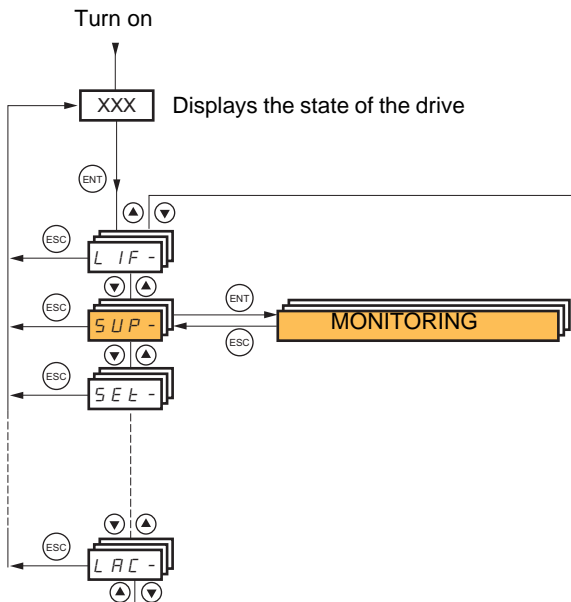 Turn on
XXX Displays the state of the drive
ENT
ESC
L IF-
ESC
ENT
SUP-
MONITORING
ESC
ESC
SEt-
ESC
LAC-